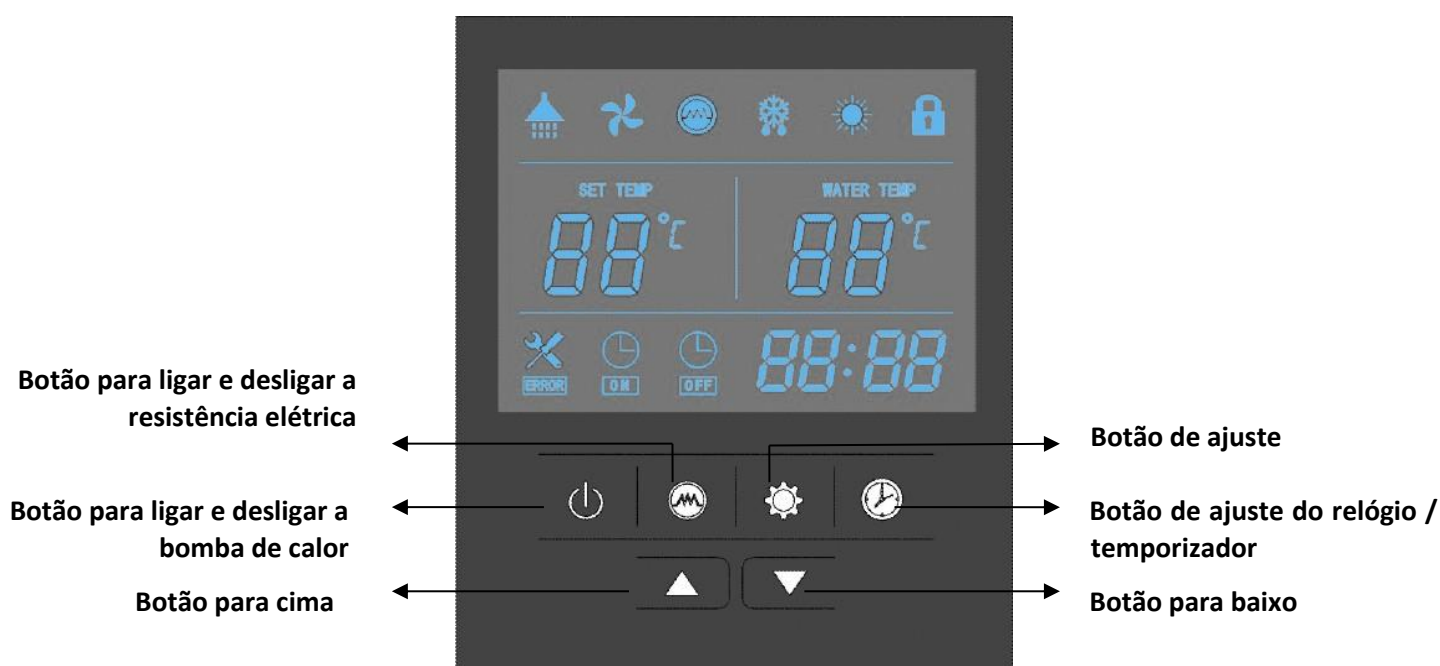 SET TEMP
WATER TEMP
88°C
88°C
ERROR
ON
OFF
88:88
Botão para ligar e desligar a
resistência elétrica
Botão de ajuste
Botão para ligar e desligar a
bomba de calor
Botão de ajuste do relógio /
temporizador
Botão para cima
Botão para baixo